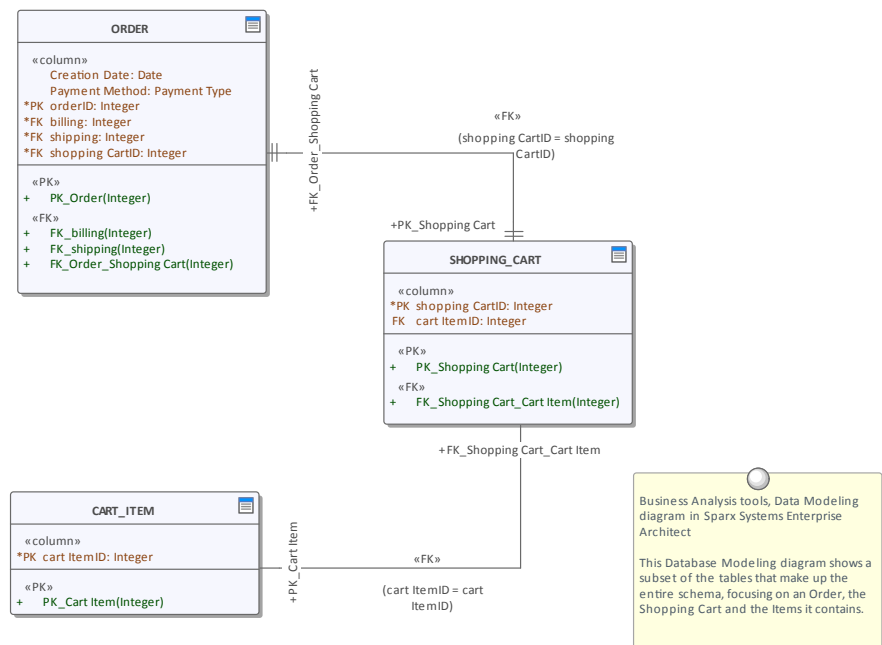 ORDER
«column»
Creation Date: Date
Payment Method: Payment Type
*PK orderID: Integer
*FK billing: Integer
*FK shipping: Integer
*FK shopping CartID: Integer
«PK»
+ PK_Order(Integer)
«FK»
+ FK_billing(Integer)
+ FK_shipping(Integer)
+ FK_Order_Shopping Cart(Integer)
+FK_Order_Shopping Cart
«FK»
(shopping CartID = shopping
CartID)
+PK_Shopping Cart
SHOPPING_CART
«column»
*PK shopping CartID: Integer
FK cart ItemID: Integer
«PK»
+ PK_Shopping Cart(Integer)
«FK»
+ FK_Shopping Cart_Cart Item(Integer)
+FK_Shopping Cart_Cart Item
CART_ITEM
«column»
*PK cart ItemID: Integer
«PK»
+ PK_Cart Item(Integer)
+PK_Cart Item
«FK»
(cart ItemID = cart
ItemID)
Business Analysis tools, Data Modeling
diagram in Sparx Systems Enterprise
Architect
This Database Modeling diagram shows a
subset of the tables that make up the
entire schema, focusing on an Order, the
Shopping Cart and the Items it contains.